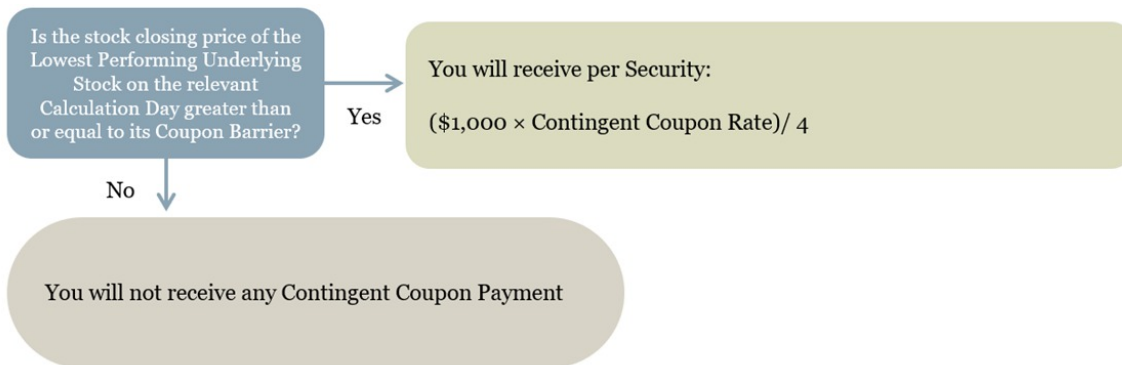 Is the stock closing price of the
Lowest Performing Underlying
Stock on the relevant
Calculation Day greater than
or equal to its Coupon Barrier?
Yes
You will receive per Security:
($1,000 × Contingent Coupon Rate)/ 4
No
You will not receive any Contingent Coupon Payment